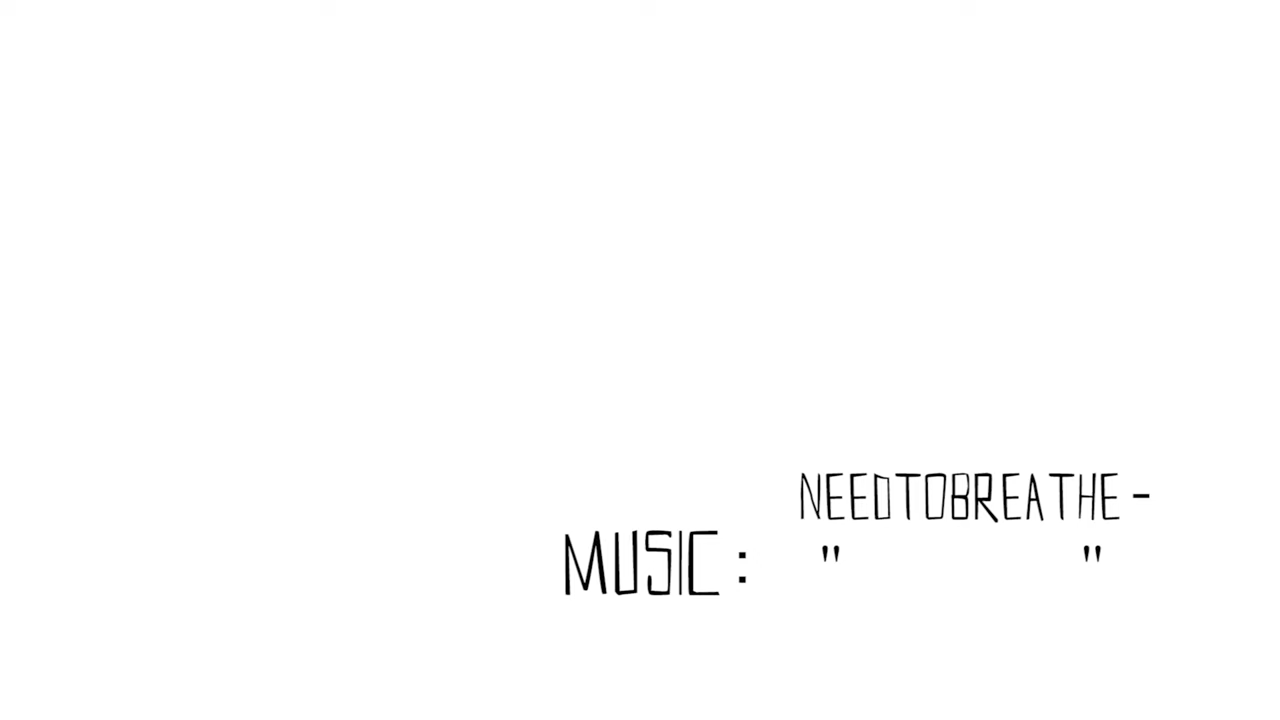 NEEDTOBREATHE -
MUSIC : " "